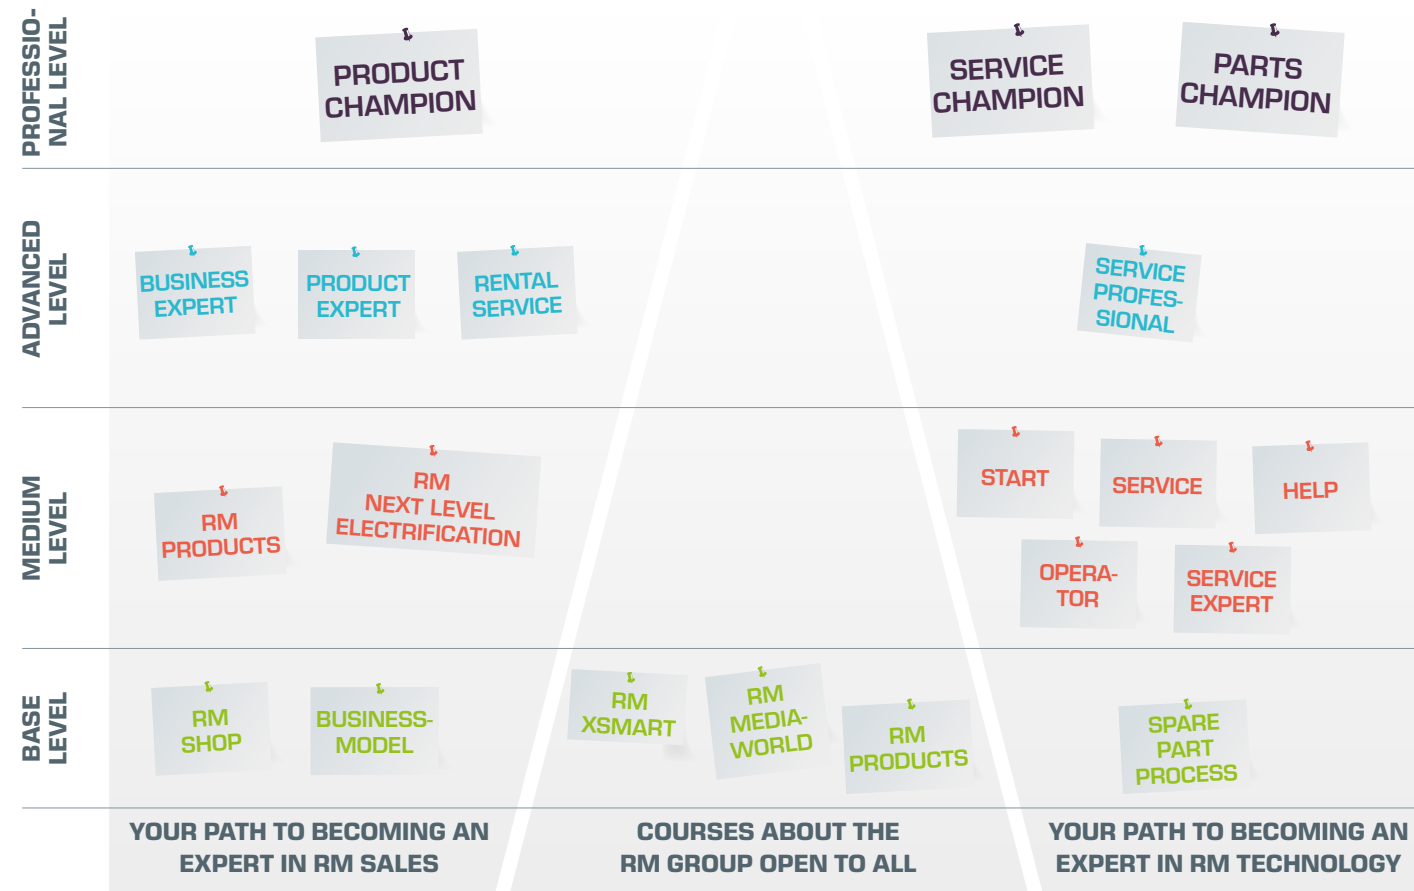 PROFESSIO-
NAL LEVEL
PRODUCT
CHAMPION
SERVICE
CHAMPION
PARTS
CHAMPION
ADVANCED
LEVEL
BUSINESS
EXPERT
PRODUCT
EXPERT
RENTAL
SERVICE
SERVICE
PROFES-
SIONAL
MEDIUM
LEVEL
RM
PRODUCTS
RM
NEXT LEVEL
ELECTRIFICATION
START
SERVICE
HELP
OPERA-
TOR
SERVICE
EXPERT
BASE
LEVEL
RM
SHOP
BUSINESS-
MODEL
RM
XSMART
RM
MEDIA-
WORLD
RM
PRODUCTS
SPARE
PART
PROCESS
YOUR PATH TO BECOMING AN
EXPERT IN RM SALES
COURSES ABOUT THE
RM GROUP OPEN TO ALL
YOUR PATH TO BECOMING AN
EXPERT IN RM TECHNOLOGY